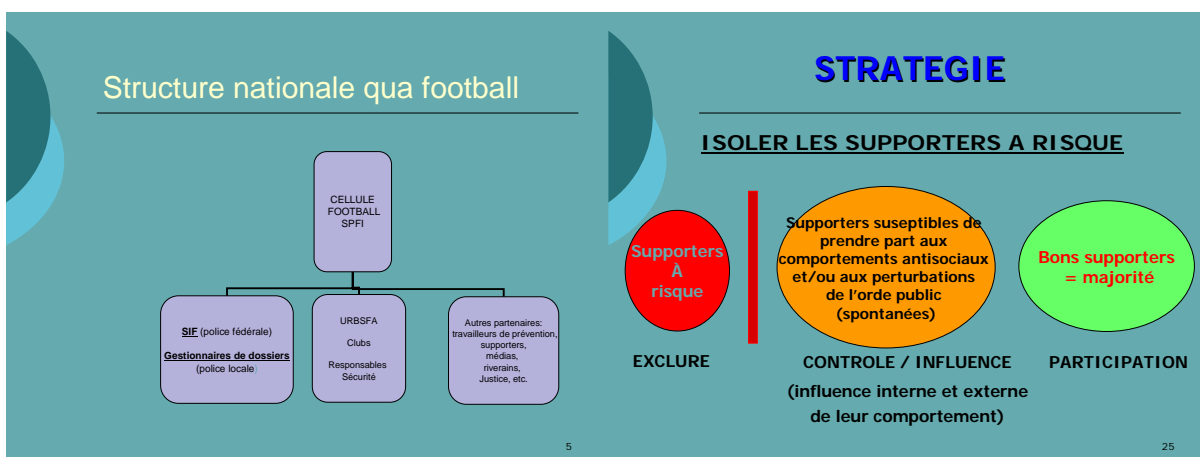 Structure nationale qua football
CELLULE
FOOTBALL
SPFI
SIF (police fédérale)
Gestionnaires de dossiers
(police locale)
URBSFA
Clubs
Responsables
Sécurité
Autres partenaires:
travailleurs de prévention,
supporters,
médias,
riverains,
Justice, etc.
5
STRATEGIE
ISOLER LES SUPPORTERS A RISQUE
Supporters
À
risque
Supporters suseptibles de
prendre part aux
comportements antisociaux
et/ou aux perturbations
de l'orde public
(spontanées)
Bons supporters
= majorité
EXCLURE
CONTROLE / INFLUENCE
PARTICIPATION
(influence interne et externe
de leur comportement)
25